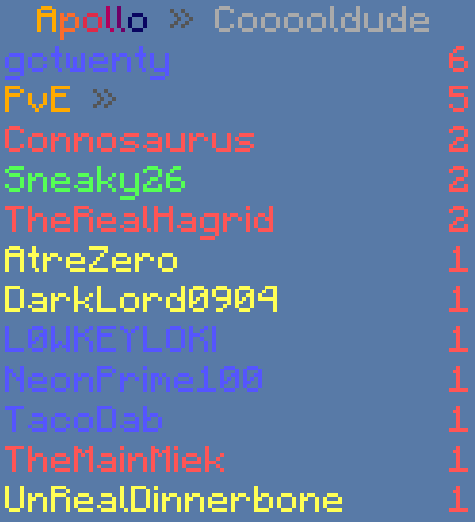 Apollo » Cooooldude
gctwenty 6
PvE » 5
Connosaurus 2
Sneaky26 2
TheRealHagrid 2
AtreZero 1
DarkLord0904 1
L0WKEYLOKI 1
NeonPrime100 1
TacoDab 1
TheMainMiek 1
UnRealDinnerbone 1